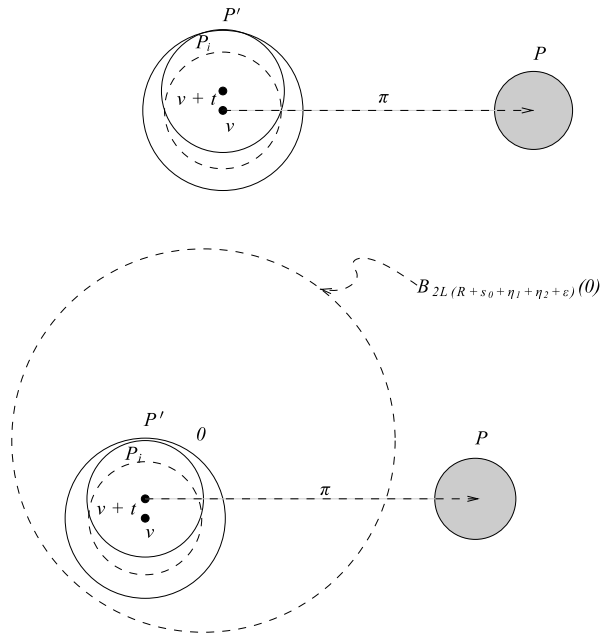 P'
P_i
P
v + t
π
v
B_{2L (R + s_0 + η_1 + η_2 + ε)} (0)
P'
0
P
P_i
π
v + t
v